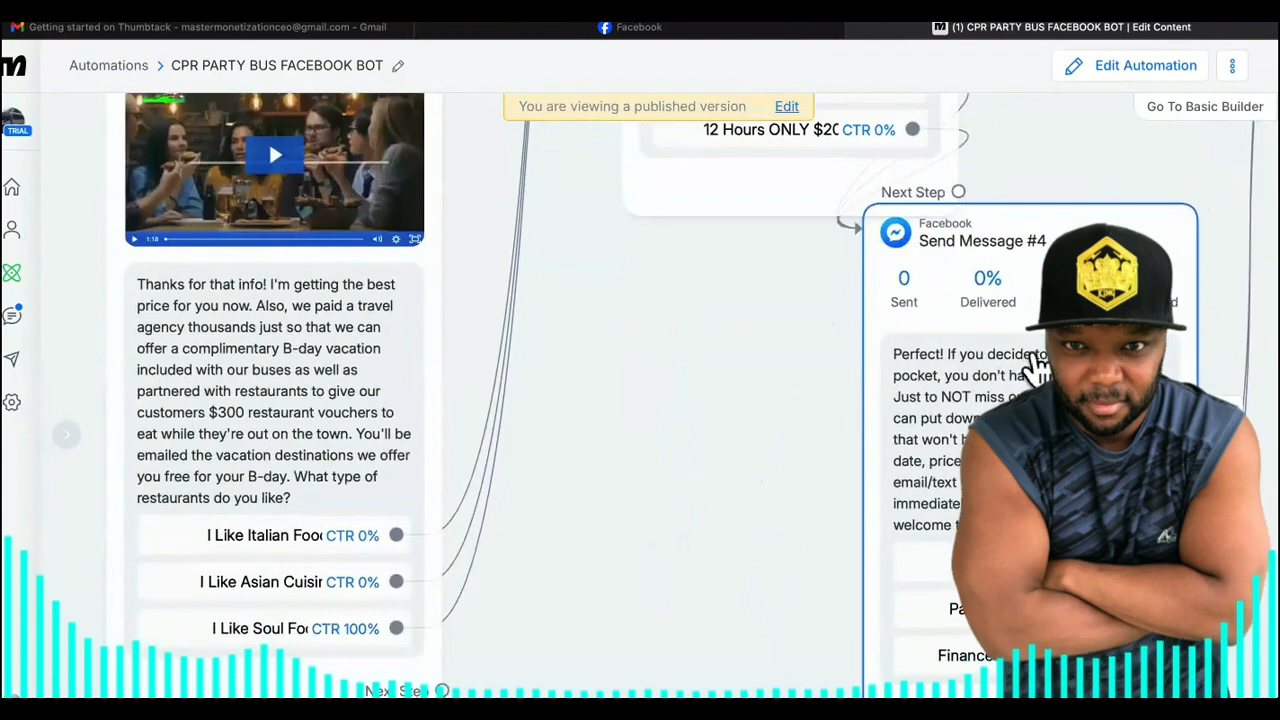 Getting started on Thumbtack - mastermonetizationceo@gmail.com - Gmail
Facebook
(1) CPR PARTY BUS FACEBOOK BOT | Edit Content
Automations > CPR PARTY BUS FACEBOOK BOT
Edit Automation
TRIAL
You are viewing a published version Edit
Go To Basic Builder
12 Hours ONLY $20 CTR 0%
1:18
Next Step
Facebook
Send Message #4
0 0%
Sent Delivered
Thanks for that info! I'm getting the best
price for you now. Also, we paid a travel
agency thousands just so that we can
offer a complimentary B-day vacation
included with our buses as well as
partnered with restaurants to give our
customers $300 restaurant vouchers to
eat while they're out on the town. You'll be
emailed the vacation destinations we offer
you free for your B-day. What type of
restaurants do you like?
I Like Italian Foo CTR 0%
I Like Asian Cuisin CTR 0%
I Like Soul Fo CTR 100%
Next Step
Perfect! If you decide to
pocket, you don't ha
Just to NOT miss
can put down
that won't
date, price
email/text
immediate
welcome
Finance